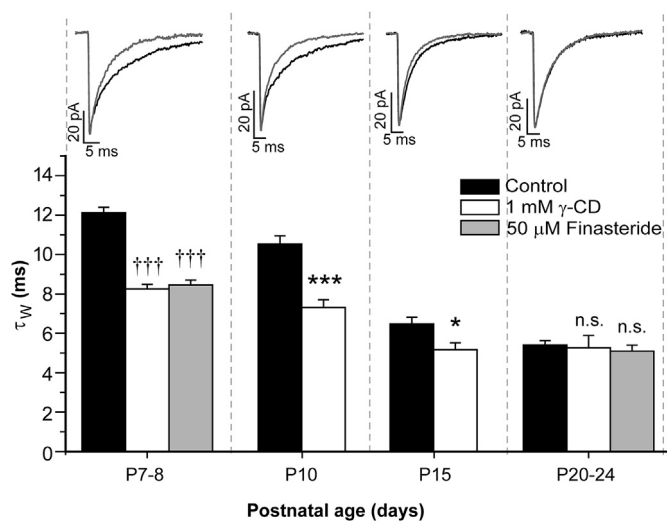 20 pA
5 ms
20 pA
5 ms
20 pA
5 ms
20 pA
5 ms
Control
1 mM γ-CD
50 µM Finasteride
τW (ms)
14
12
10
8
6
4
2
0
†††
†††
***
*
n.s.
n.s.
P7-8
P10
P15
P20-24
Postnatal age (days)